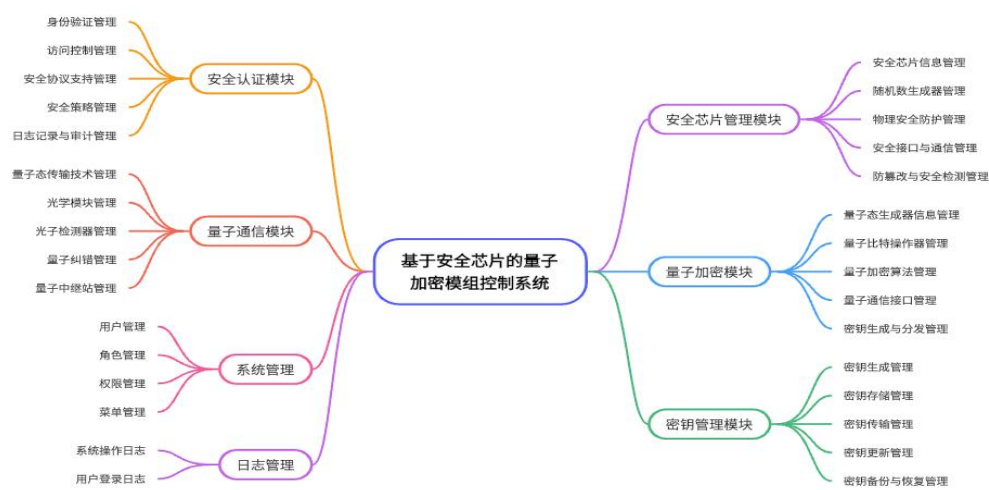 基于安全芯片的量子
加密模组控制系统
安全认证模块
身份验证管理
访问控制管理
安全协议支持管理
安全策略管理
日志记录与审计管理
量子通信模块
量子态传输技术管理
光学模块管理
光子检测器管理
量子纠错管理
量子中继站管理
系统管理
用户管理
角色管理
权限管理
菜单管理
日志管理
系统操作日志
用户登录日志
安全芯片管理模块
安全芯片信息管理
随机数生成器管理
物理安全防护管理
安全接口与通信管理
防篡改与安全检测管理
量子加密模块
量子态生成器信息管理
量子比特操作器管理
量子加密算法管理
量子通信接口管理
密钥生成与分发管理
密钥管理模块
密钥生成管理
密钥存储管理
密钥传输管理
密钥更新管理
密钥备份与恢复管理